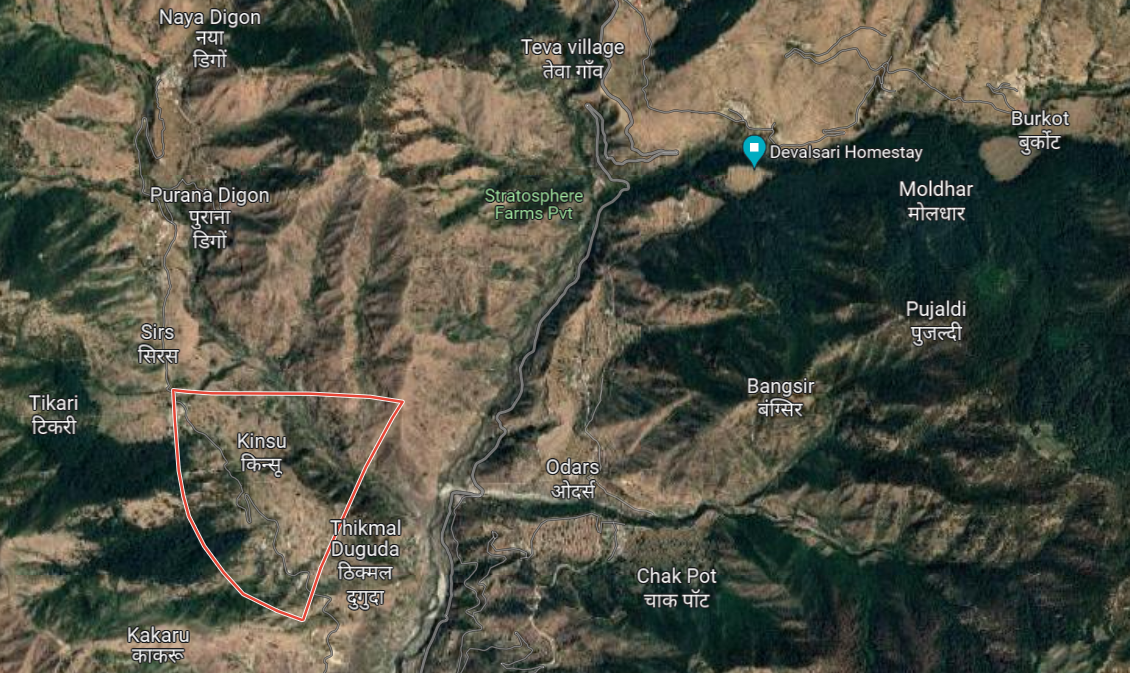 Naya Digon
नया
डिगों
Teva village
तेवा गाँव
Burkot
बुर्कोट
Devalsari Homestay
Moldhar
मोलधार
Stratosphere
Farms Pvt
Purana Digon
पुराना
डिगों
Pujaldi
पुजल्दी
Sirs
सिरस
Bangsir
बंग्सिर
Tikari
टिकरी
Kinsu
किन्सू
Odars
ओदर्स
Thikmal
Duguda
ठिक्मल
दुगुदा
Chak Pot
चाक पॉट
Kakaru
काकरू